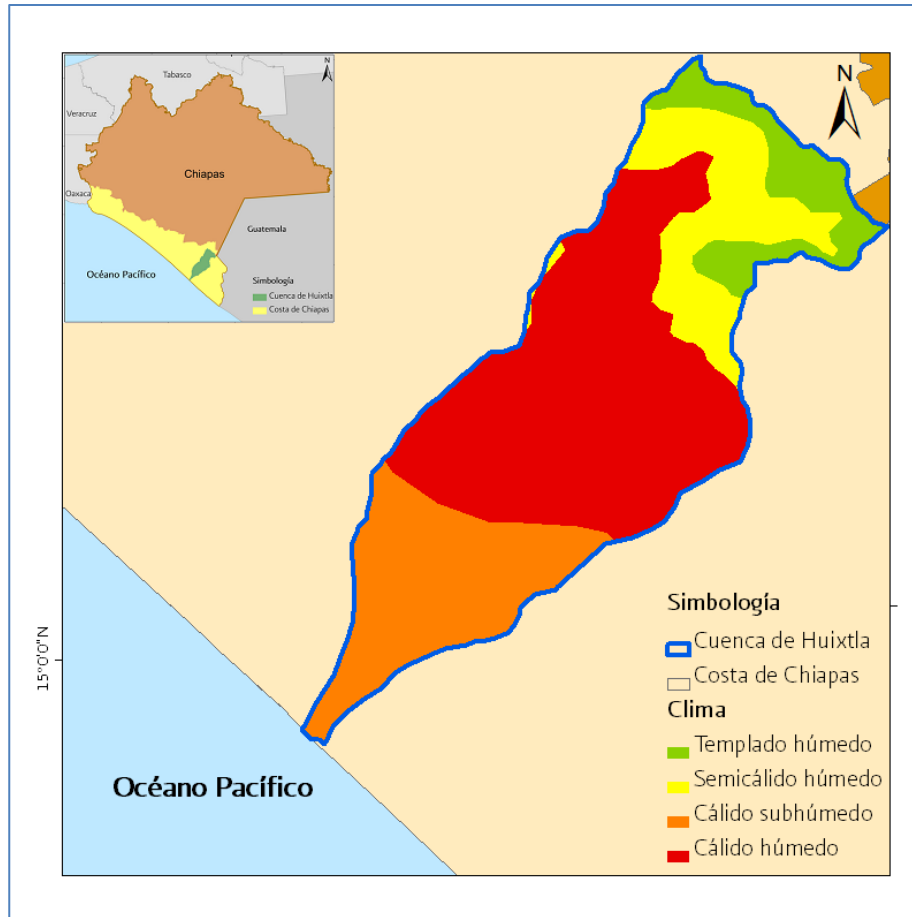 N
Tabasco
Veracruz
Chiapas
Oaxaca
Guatemala
Océano Pacífico
Simbología
Cuenca de Huixtla
Costa de Chiapas
N
15°0'0"N
Océano Pacífico
Simbología
Cuenca de Huixtla
Costa de Chiapas
Clima
Templado húmedo
Semicálido húmedo
Cálido subhúmedo
Cálido húmedo